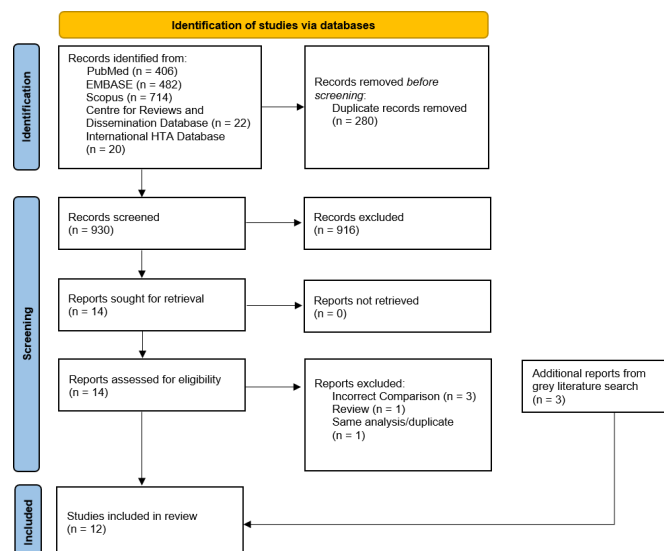 Identification of studies via databases
Identification
Records identified from:
PubMed (n = 406)
EMBASE (n = 482)
Scopus (n = 714)
Centre for Reviews and
Dissemination Database (n = 22)
International HTA Database
(n = 20)
Records removed before
screening:
Duplicate records removed
(n = 280)
Screening
Records screened
(n = 930)
Records excluded
(n = 916)
Reports sought for retrieval
(n = 14)
Reports not retrieved
(n = 0)
Reports assessed for eligibility
(n = 14)
Reports excluded:
Incorrect Comparison (n = 3)
Review (n = 1)
Same analysis/duplicate
(n = 1)
Additional reports from
grey literature search
(n = 3)
Included
Studies included in review
(n = 12)